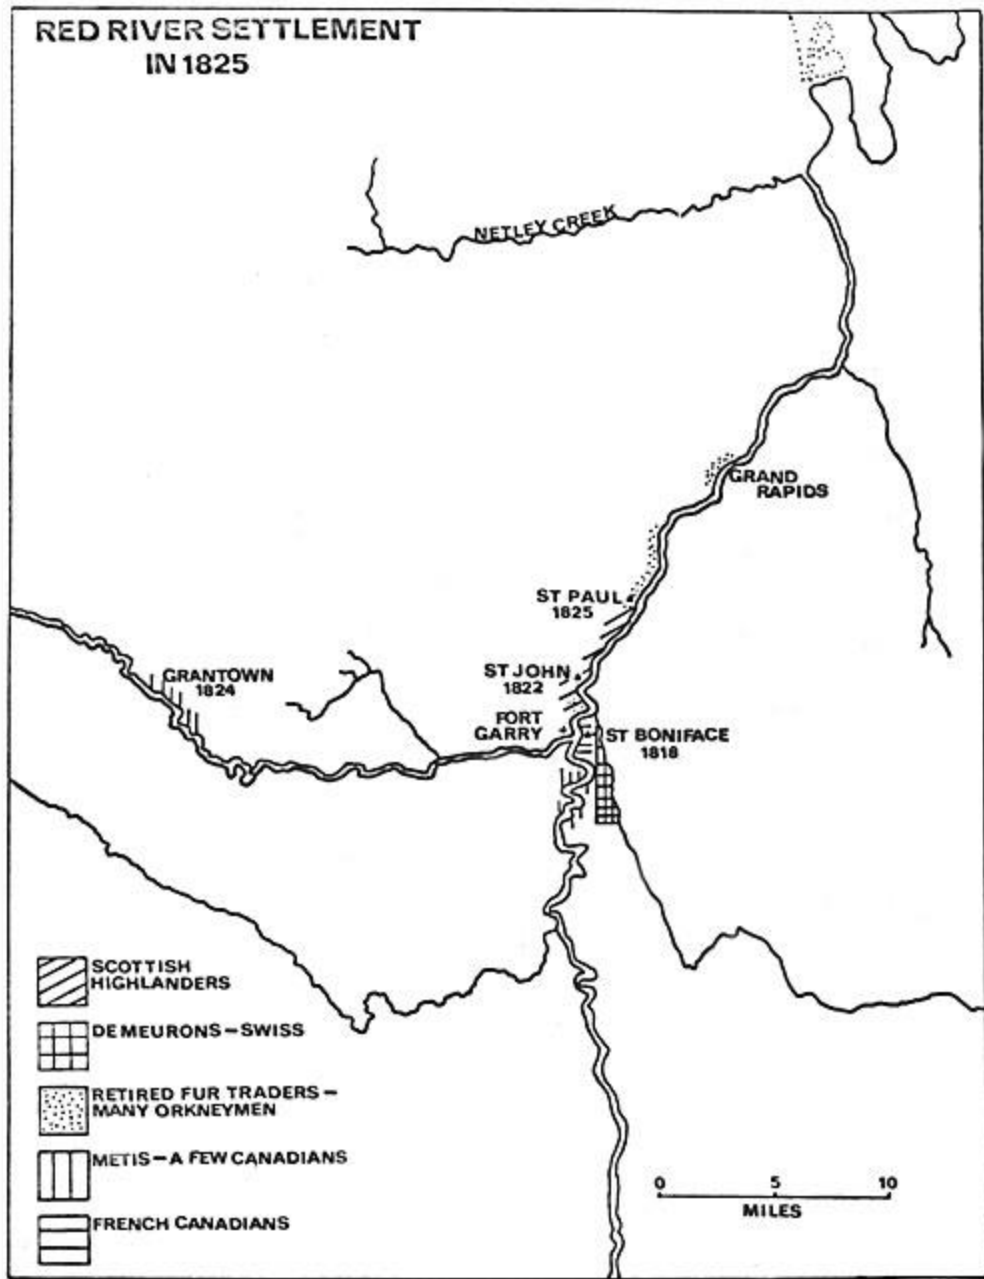 RED RIVER SETTLEMENT
IN 1825
NETLEY CREEK
GRAND
RAPIDS
ST PAUL
1825
ST JOHN
1822
GRANTOWN
1824
FORT
GARRY
ST BONIFACE
1818
SCOTTISH
HIGHLANDERS
DE MEURONS – SWISS
RETIRED FUR TRADERS –
MANY ORKNEYMEN
METIS – A FEW CANADIANS
FRENCH CANADIANS
0 5 10
MILES